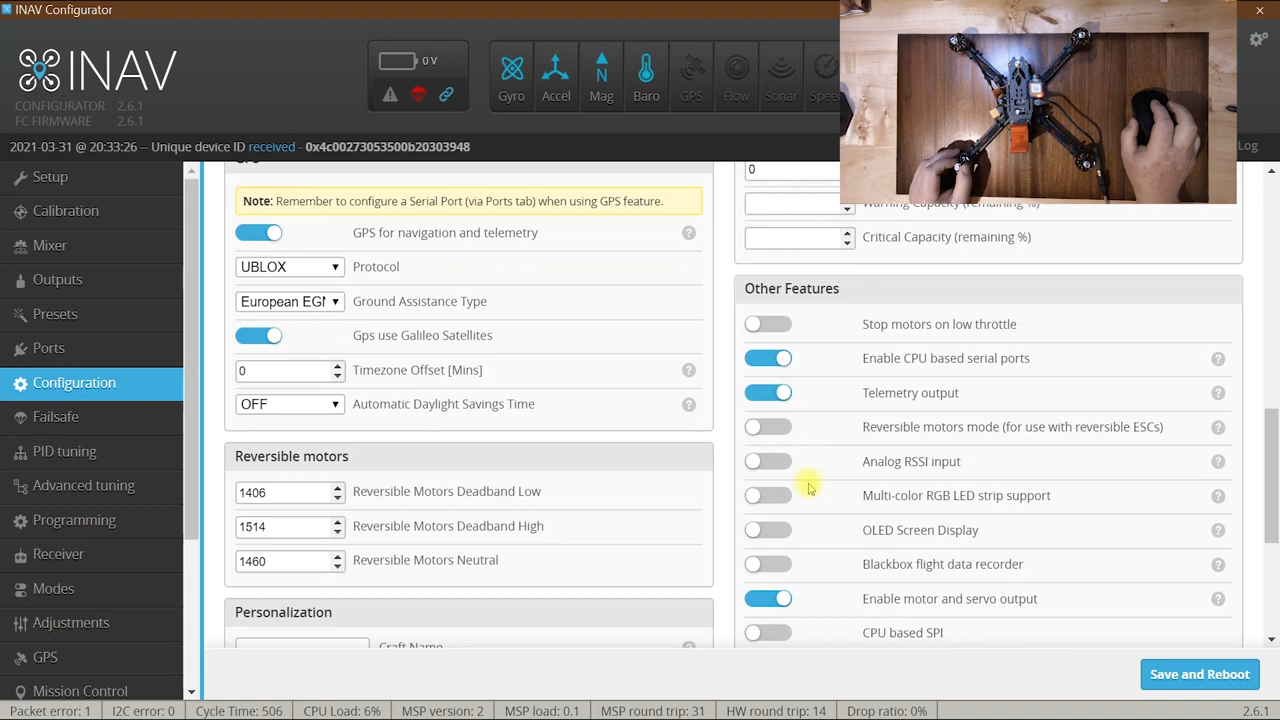 INAV Configurator
INAV
CONFIGURATOR 2.6.1
FC FIRMWARE 2.6.1
0 V
Gyro
Accel
Mag
Baro
GPS
Flow
Sonar
Speed
2021-03-31 @ 20:33:26 -- Unique device ID received - 0x4c00273053500b20303948
Log
Setup
Calibration
Mixer
Outputs
Presets
Ports
Configuration
Failsafe
PID tuning
Advanced tuning
Programming
Receiver
Modes
Adjustments
GPS
Mission Control
Note: Remember to configure a Serial Port (via Ports tab) when using GPS feature.
GPS for navigation and telemetry
UBLOX Protocol
European EGN Ground Assistance Type
Gps use Galileo Satellites
0 Timezone Offset [Mins]
OFF Automatic Daylight Savings Time
Reversible motors
1406 Reversible Motors Deadband Low
1514 Reversible Motors Deadband High
1460 Reversible Motors Neutral
Personalization
Craft Name
0
Warning Capacity (remaining %)
Critical Capacity (remaining %)
Other Features
Stop motors on low throttle
Enable CPU based serial ports
Telemetry output
Reversible motors mode (for use with reversible ESCs)
Analog RSSI input
Multi-color RGB LED strip support
OLED Screen Display
Blackbox flight data recorder
Enable motor and servo output
CPU based SPI
Save and Reboot
Packet error: 1
I2C error: 0
Cycle Time: 506
CPU Load: 6%
MSP version: 2
MSP load: 0.1
MSP round trip: 31
HW round trip: 14
Drop ratio: 0%
2.6.1